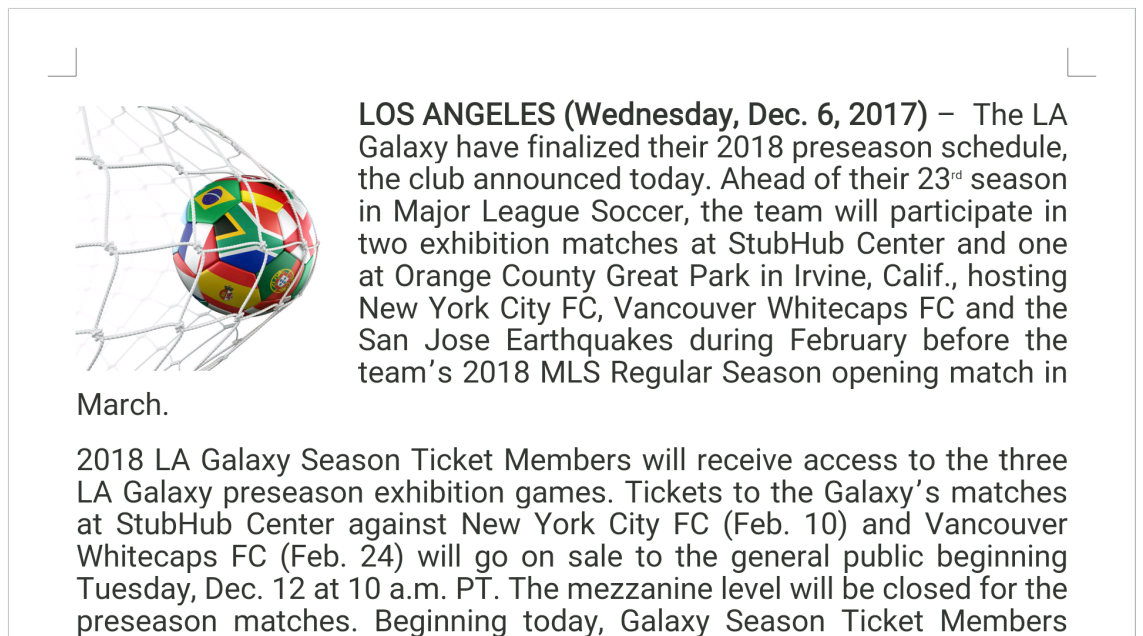 LOS ANGELES (Wednesday, Dec. 6, 2017) – The LA
Galaxy have finalized their 2018 preseason schedule,
the club announced today. Ahead of their 23rd season
in Major League Soccer, the team will participate in
two exhibition matches at StubHub Center and one
at Orange County Great Park in Irvine, Calif., hosting
New York City FC, Vancouver Whitecaps FC and the
San Jose Earthquakes during February before the
team’s 2018 MLS Regular Season opening match in
March.
2018 LA Galaxy Season Ticket Members will receive access to the three
LA Galaxy preseason exhibition games. Tickets to the Galaxy’s matches
at StubHub Center against New York City FC (Feb. 10) and Vancouver
Whitecaps FC (Feb. 24) will go on sale to the general public beginning
Tuesday, Dec. 12 at 10 a.m. PT. The mezzanine level will be closed for the
preseason matches. Beginning today, Galaxy Season Ticket Members